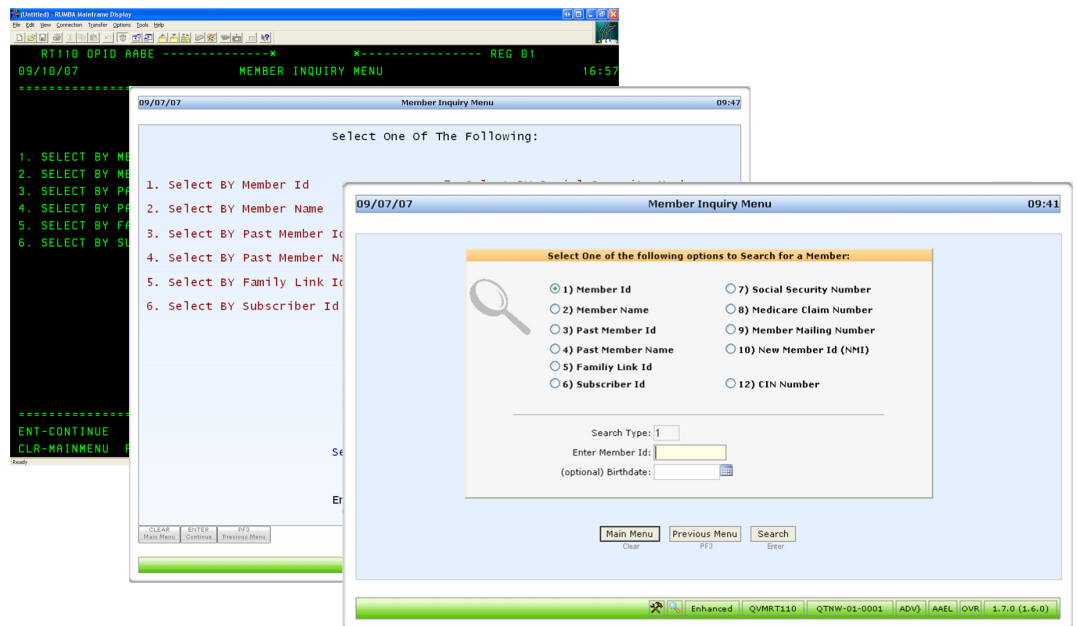 (Untitled) - RUMBA Mainframe Display
File Edit View Connection Transfer Options Tools Help
RT110 OPID AABE --------------* *---------------- REG 01
09/10/07 MEMBER INQUIRY MENU 16:57
1. SELECT BY ME
2. SELECT BY ME
3. SELECT BY PA
4. SELECT BY PA
5. SELECT BY FA
6. SELECT BY SU
ENT-CONTINUE
CLR-MAINMENU
Ready
09/07/07 Member Inquiry Menu 09:47
Select One Of The Following:
1. Select BY Member Id
2. Select BY Member Name
3. Select BY Past Member Id
4. Select BY Past Member Na
5. Select BY Family Link Id
6. Select BY Subscriber Id
Se
En
CLEAR ENTER PF3
Main Menu Continue Previous Menu
09/07/07 Member Inquiry Menu 09:41
Select One of the following options to Search for a Member:
1) Member Id 7) Social Security Number
2) Member Name 8) Medicare Claim Number
3) Past Member Id 9) Member Mailing Number
4) Past Member Name 10) New Member Id (NMI)
5) Familiy Link Id
6) Subscriber Id 12) CIN Number
Search Type: 1
Enter Member Id:
(optional) Birthdate:
Main Menu Previous Menu Search
Clear PF3 Enter
Enhanced QVMRT110 QTNW-01-0001 ADV} AAEL OVR 1.7.0 (1.6.0)